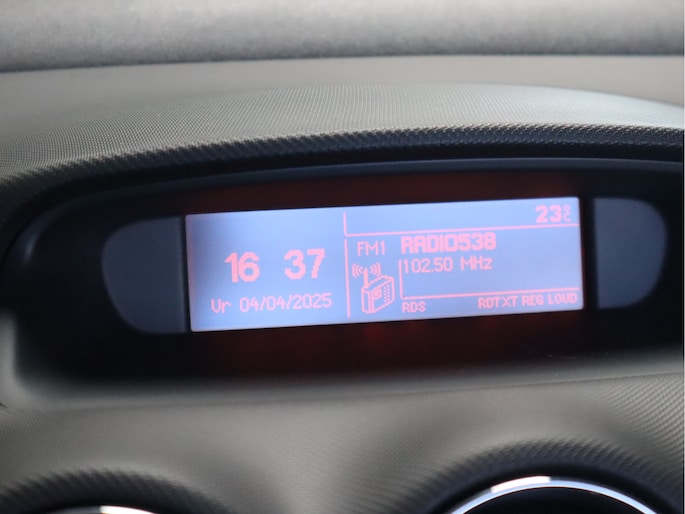 23°C
16 37
Vr 04/04/2025
FM1 RADIO538
102.50 MHz
RDS RDTXT REG LOUD